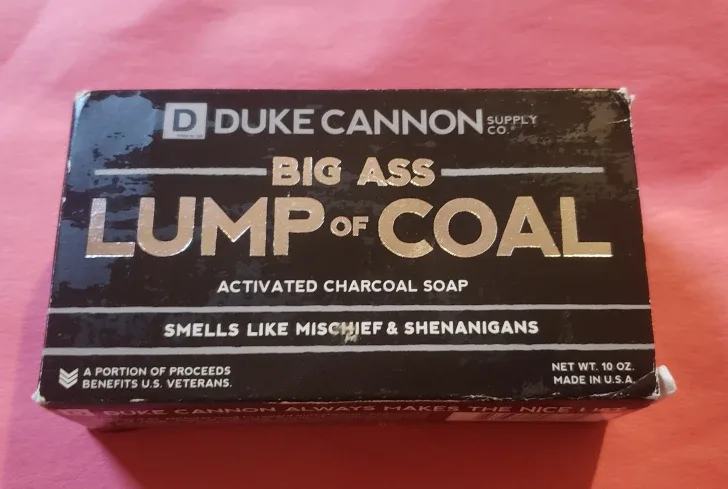 D DUKE CANNON SUPPLY CO.
BIG ASS
LUMP OF COAL
ACTIVATED CHARCOAL SOAP
SMELLS LIKE MISCHIEF & SHENANIGANS
A PORTION OF PROCEEDS
BENEFITS U.S. VETERANS.
NET WT. 10 OZ.
MADE IN U.S.A.
DUKE CANNON ALWAYS MAKES THE NICE LIST